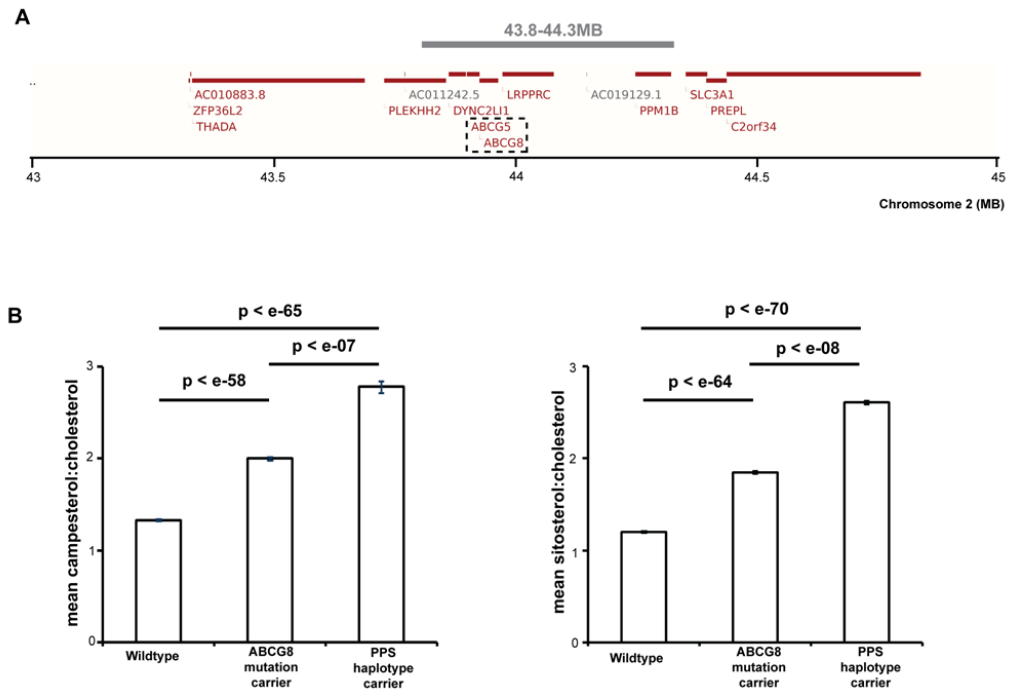 A
43.8-44.3MB
..
AC010883.8
AC011242.5
LRPPRC
AC019129.1
SLC3A1
ZFP36L2
PLEKHH2
DYNC2LI1
PPM1B
PREPL
THADA
ABCG5
C2orf34
ABCG8
43
43.5
44
44.5
45
Chromosome 2 (MB)
B
p < e-65
p < e-07
p < e-58
mean campesterol:cholesterol
3
2
1
0
Wildtype
ABCG8
mutation
carrier
PPS
haplotype
carrier
p < e-70
p < e-08
p < e-64
mean sitosterol:cholesterol
3
2
1
0
Wildtype
ABCG8
mutation
carrier
PPS
haplotype
carrier